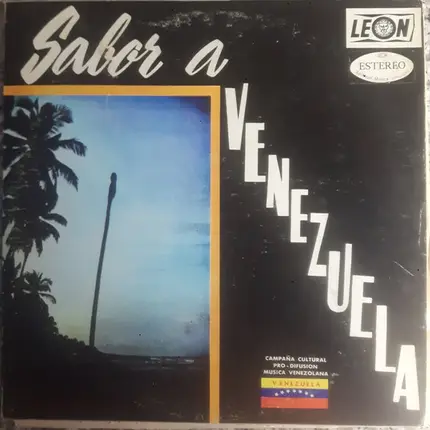 Sabor a
VENEZUELA
LEON
ESTEREO
CAMPAÑA CULTURAL
PRO-DIFUSION
MUSICA VENEZOLANA
VENEZUELA